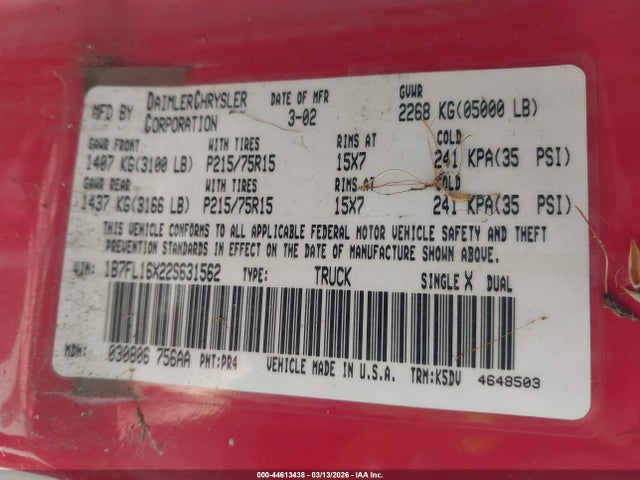 MFD BY DAIMLERCHRYSLER CORPORATION DATE OF MFR 3-02 GVWR 2268 KG(05000 LB)
GAWR FRONT WITH TIRES RIMS AT COLD
1407 KG(3100 LB) P215/75R15 15X7 241 KPA(35 PSI)
GAWR REAR WITH TIRES RIMS AT COLD
1437 KG(3166 LB) P215/75R15 15X7 241 KPA(35 PSI)
THIS VEHICLE CONFORMS TO ALL APPLICABLE FEDERAL MOTOR VEHICLE SAFETY AND THEFT
PREVENTION STANDARDS IN EFFECT ON THE DATE OF MANUFACTURE SHOWN ABOVE.
VIN: 1B7FL16X22S631562 TYPE: TRUCK SINGLE X DUAL
MDH: 030806 756AA PNT:PR4 VEHICLE MADE IN U.S.A. TRM:K5DV 4648503
000-44613438 - 03/13/2026 - IAA Inc.